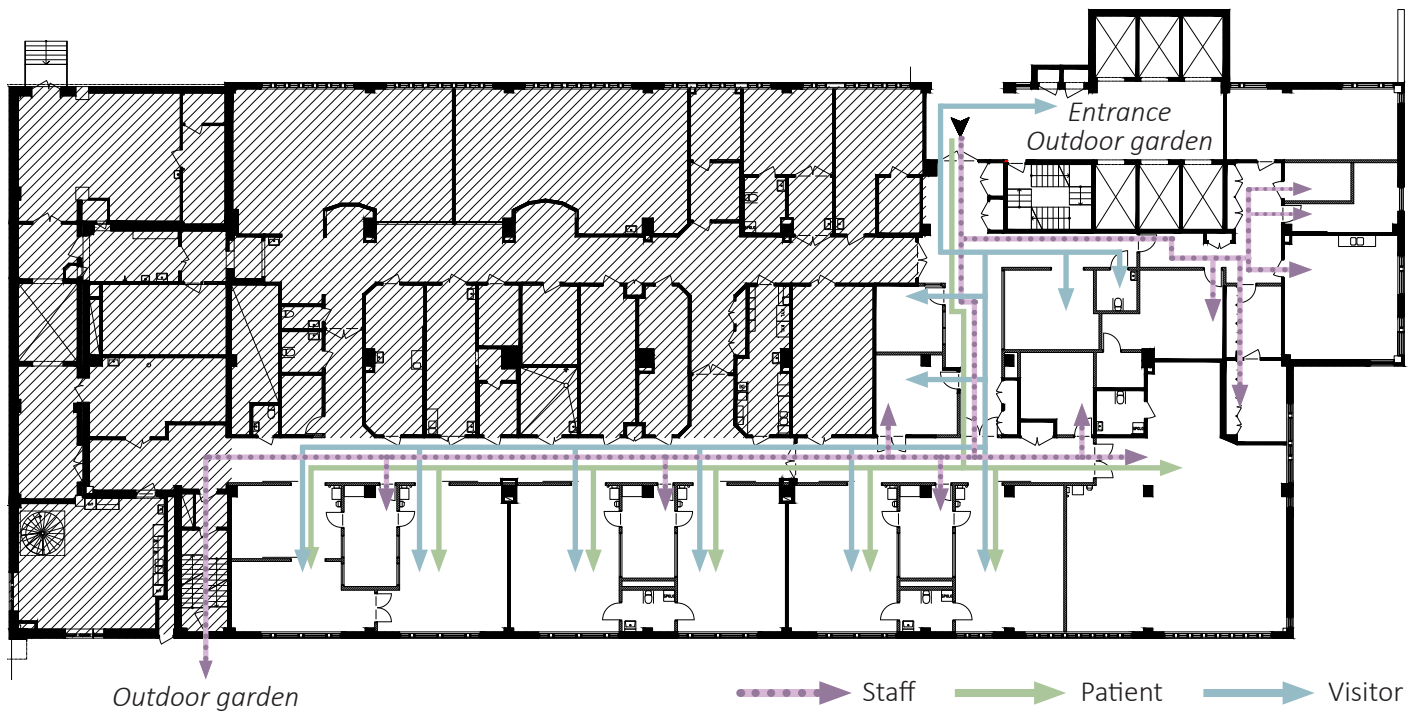 Entrance
Outdoor garden
Outdoor garden
Staff
Patient
Visitor